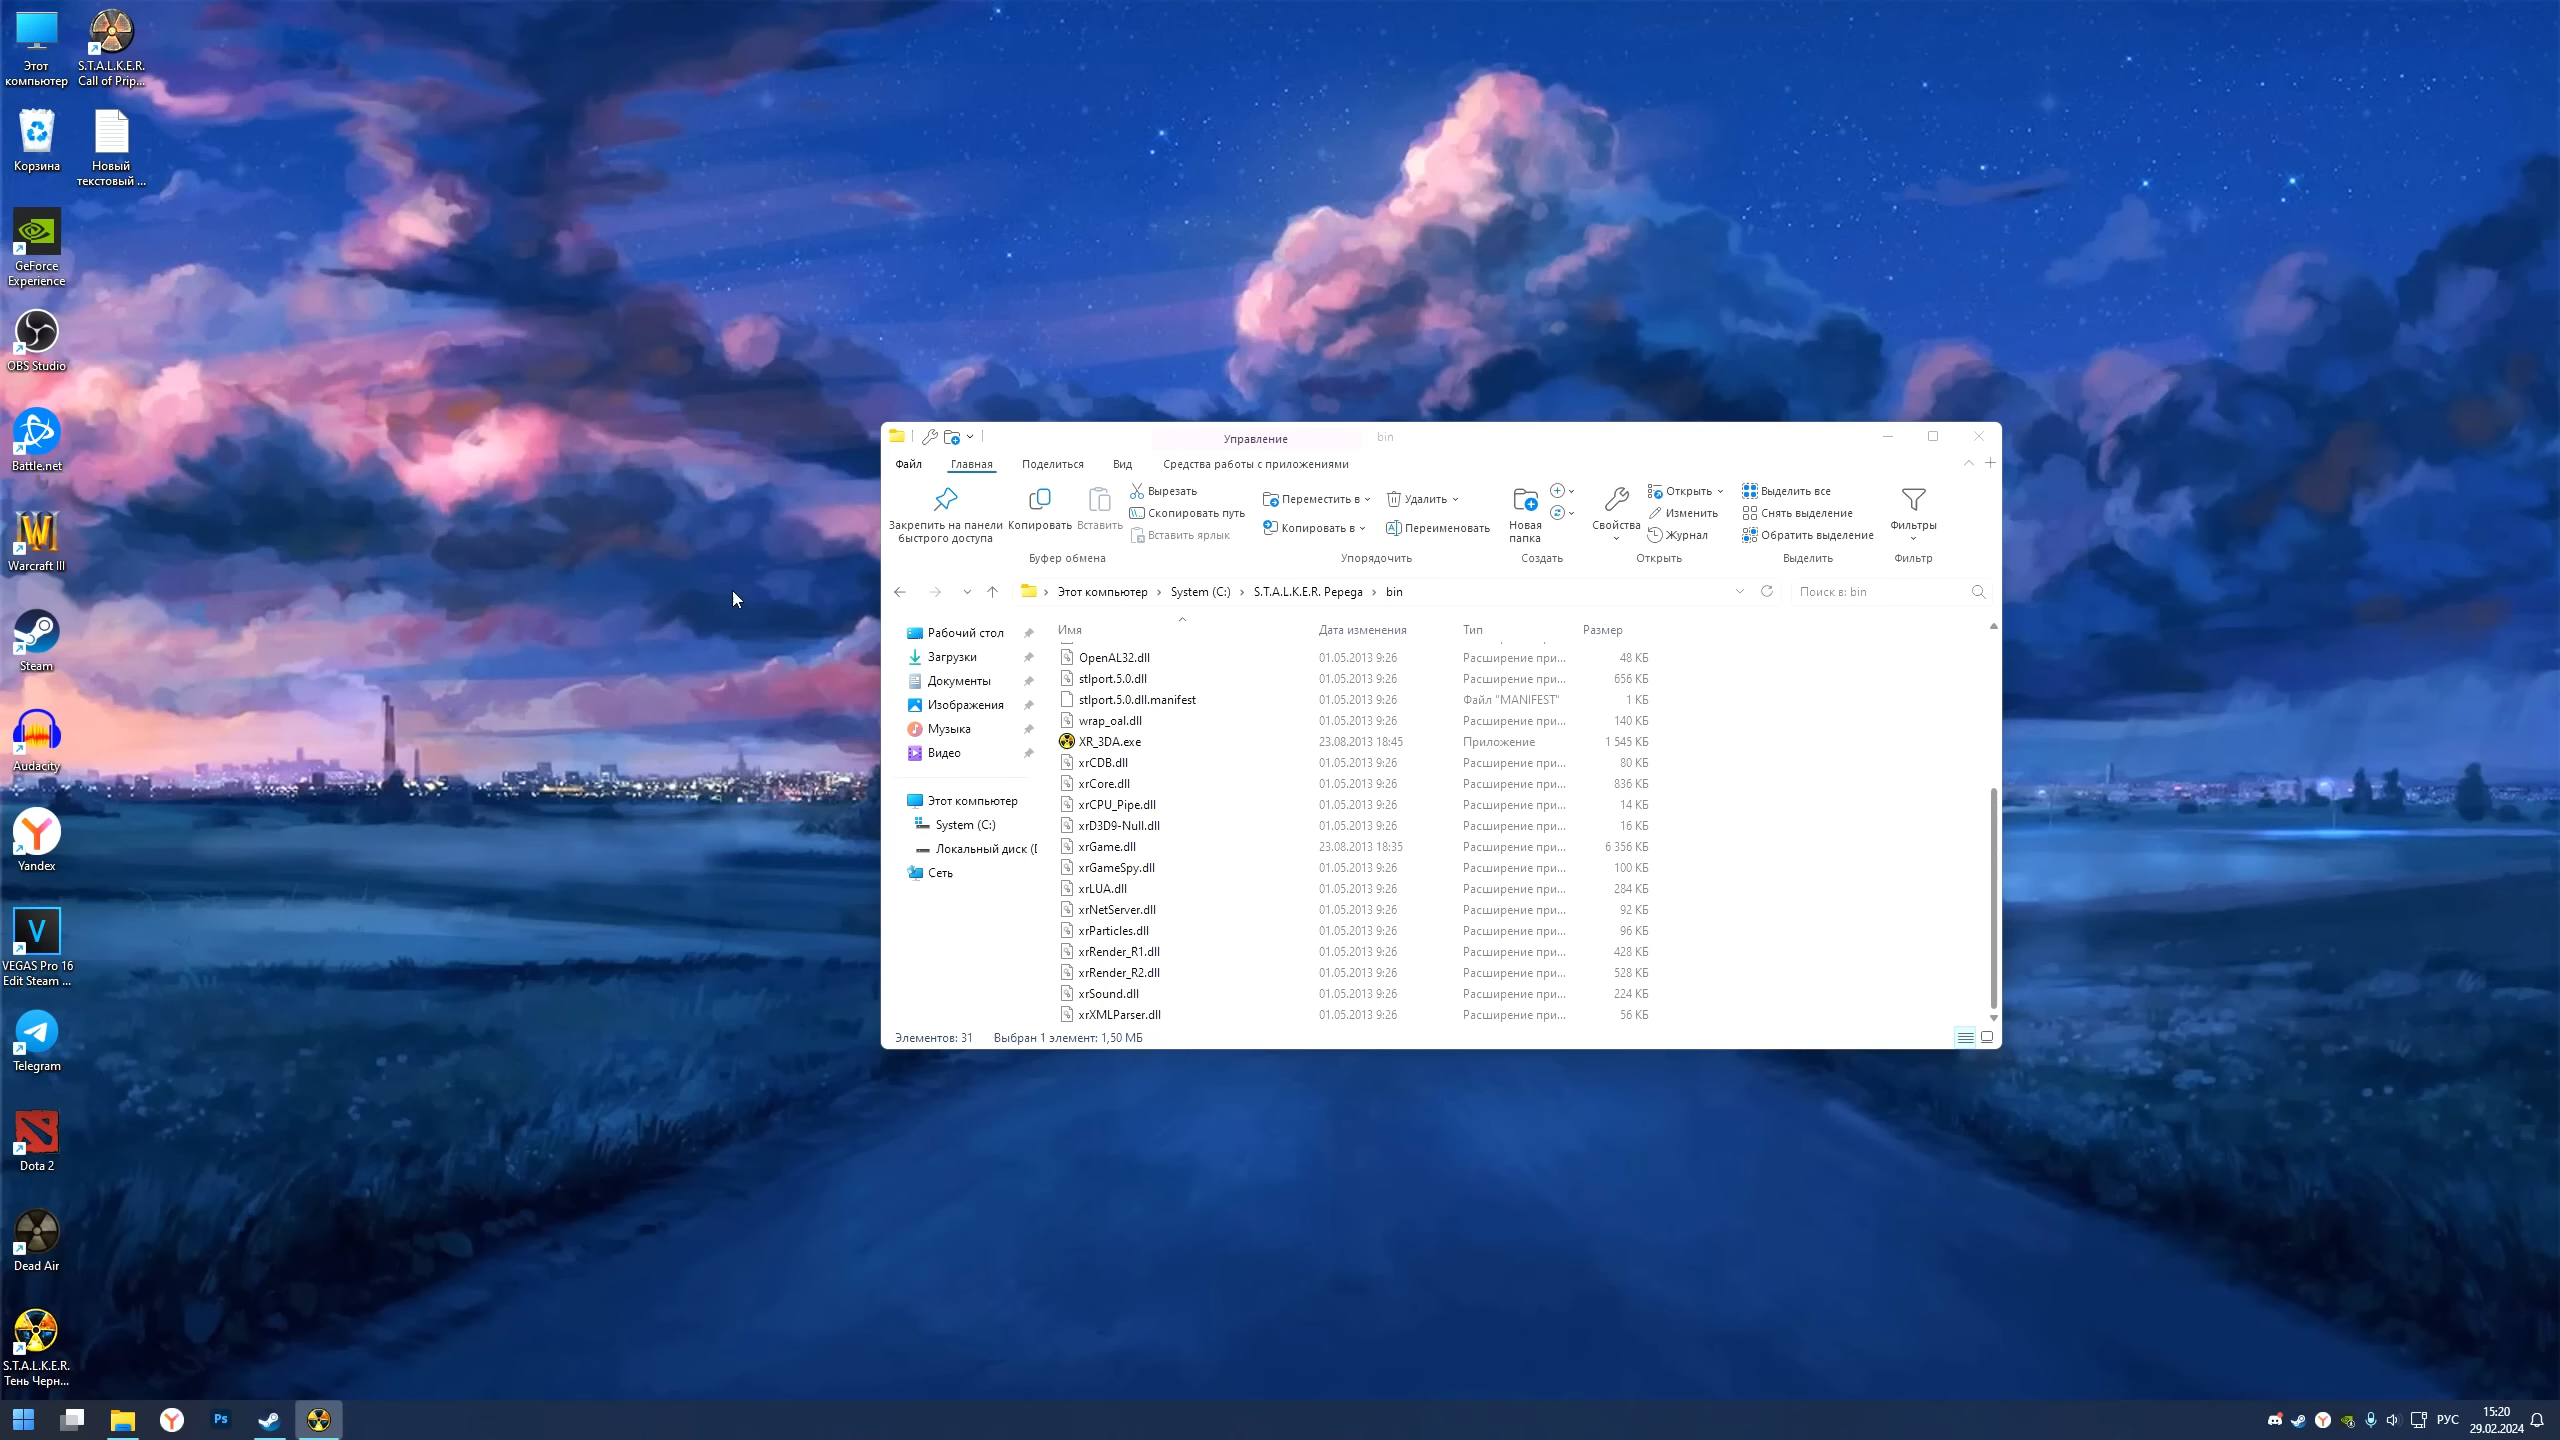 Этот
компьютер
S.T.A.L.K.E.R.
Call of Prip...
Корзина
Новый
текстовый ...
GeForce
Experience
OBS Studio
Battle.net
Warcraft III
Steam
Audacity
Yandex
VEGAS Pro 16
Edit Steam ...
Telegram
Dota 2
Dead Air
S.T.A.L.K.E.R.
Тень Черн...
Управление
bin
Файл
Главная
Поделиться
Вид
Средства работы с приложениями
Закрепить на панели
быстрого доступа
Копировать
Вставить
Вырезать
Скопировать путь
Вставить ярлык
Буфер обмена
Переместить в
Копировать в
Удалить
Переименовать
Упорядочить
Новая
папка
Создать
Свойства
Открыть
Изменить
Журнал
Открыть
Выделить все
Снять выделение
Обратить выделение
Выделить
Фильтры
Фильтр
Этот компьютер > System (C:) > S.T.A.L.K.E.R. Pepega > bin
Поиск в: bin
Рабочий стол
Загрузки
Документы
Изображения
Музыка
Видео
Этот компьютер
System (C:)
Локальный диск (
Сеть
Имя Дата изменения Тип Размер
OpenAL32.dll 01.05.2013 9:26 Расширение при... 48 КБ
stlport.5.0.dll 01.05.2013 9:26 Расширение при... 656 КБ
stlport.5.0.dll.manifest 01.05.2013 9:26 Файл "MANIFEST" 1 КБ
wrap_oal.dll 01.05.2013 9:26 Расширение при... 140 КБ
XR_3DA.exe 23.08.2013 18:45 Приложение 1 545 КБ
xrCDB.dll 01.05.2013 9:26 Расширение при... 80 КБ
xrCore.dll 01.05.2013 9:26 Расширение при... 836 КБ
xrCPU_Pipe.dll 01.05.2013 9:26 Расширение при... 14 КБ
xrD3D9-Null.dll 01.05.2013 9:26 Расширение при... 16 КБ
xrGame.dll 23.08.2013 18:35 Расширение при... 6 356 КБ
xrGameSpy.dll 01.05.2013 9:26 Расширение при... 100 КБ
xrLUA.dll 01.05.2013 9:26 Расширение при... 284 КБ
xrNetServer.dll 01.05.2013 9:26 Расширение при... 92 КБ
xrParticles.dll 01.05.2013 9:26 Расширение при... 96 КБ
xrRender_R1.dll 01.05.2013 9:26 Расширение при... 428 КБ
xrRender_R2.dll 01.05.2013 9:26 Расширение при... 528 КБ
xrSound.dll 01.05.2013 9:26 Расширение при... 224 КБ
xrXMLParser.dll 01.05.2013 9:26 Расширение при... 56 КБ
Элементов: 31 Выбран 1 элемент: 1,50 МБ
Ps
РУС
15:20
29.02.2024